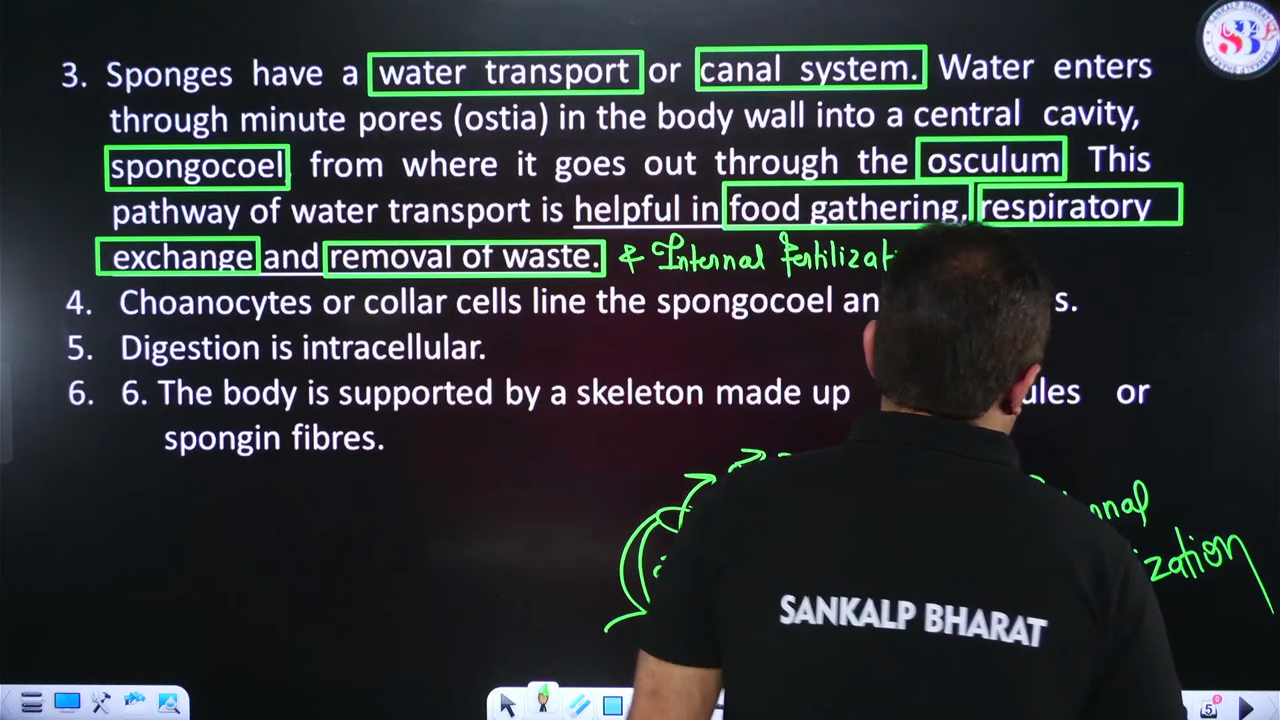 3. Sponges have a water transport or canal system. Water enters
through minute pores (ostia) in the body wall into a central cavity,
spongocoel from where it goes out through the osculum This
pathway of water transport is helpful in food gathering, respiratory
exchange and removal of waste. & Internal
4. Choanocytes or collar cells line the spongocoel
5. Digestion is intracellular.
6. 6. The body is supported by a skeleton made up or
spongin fibres.
SANKALP BHARAT